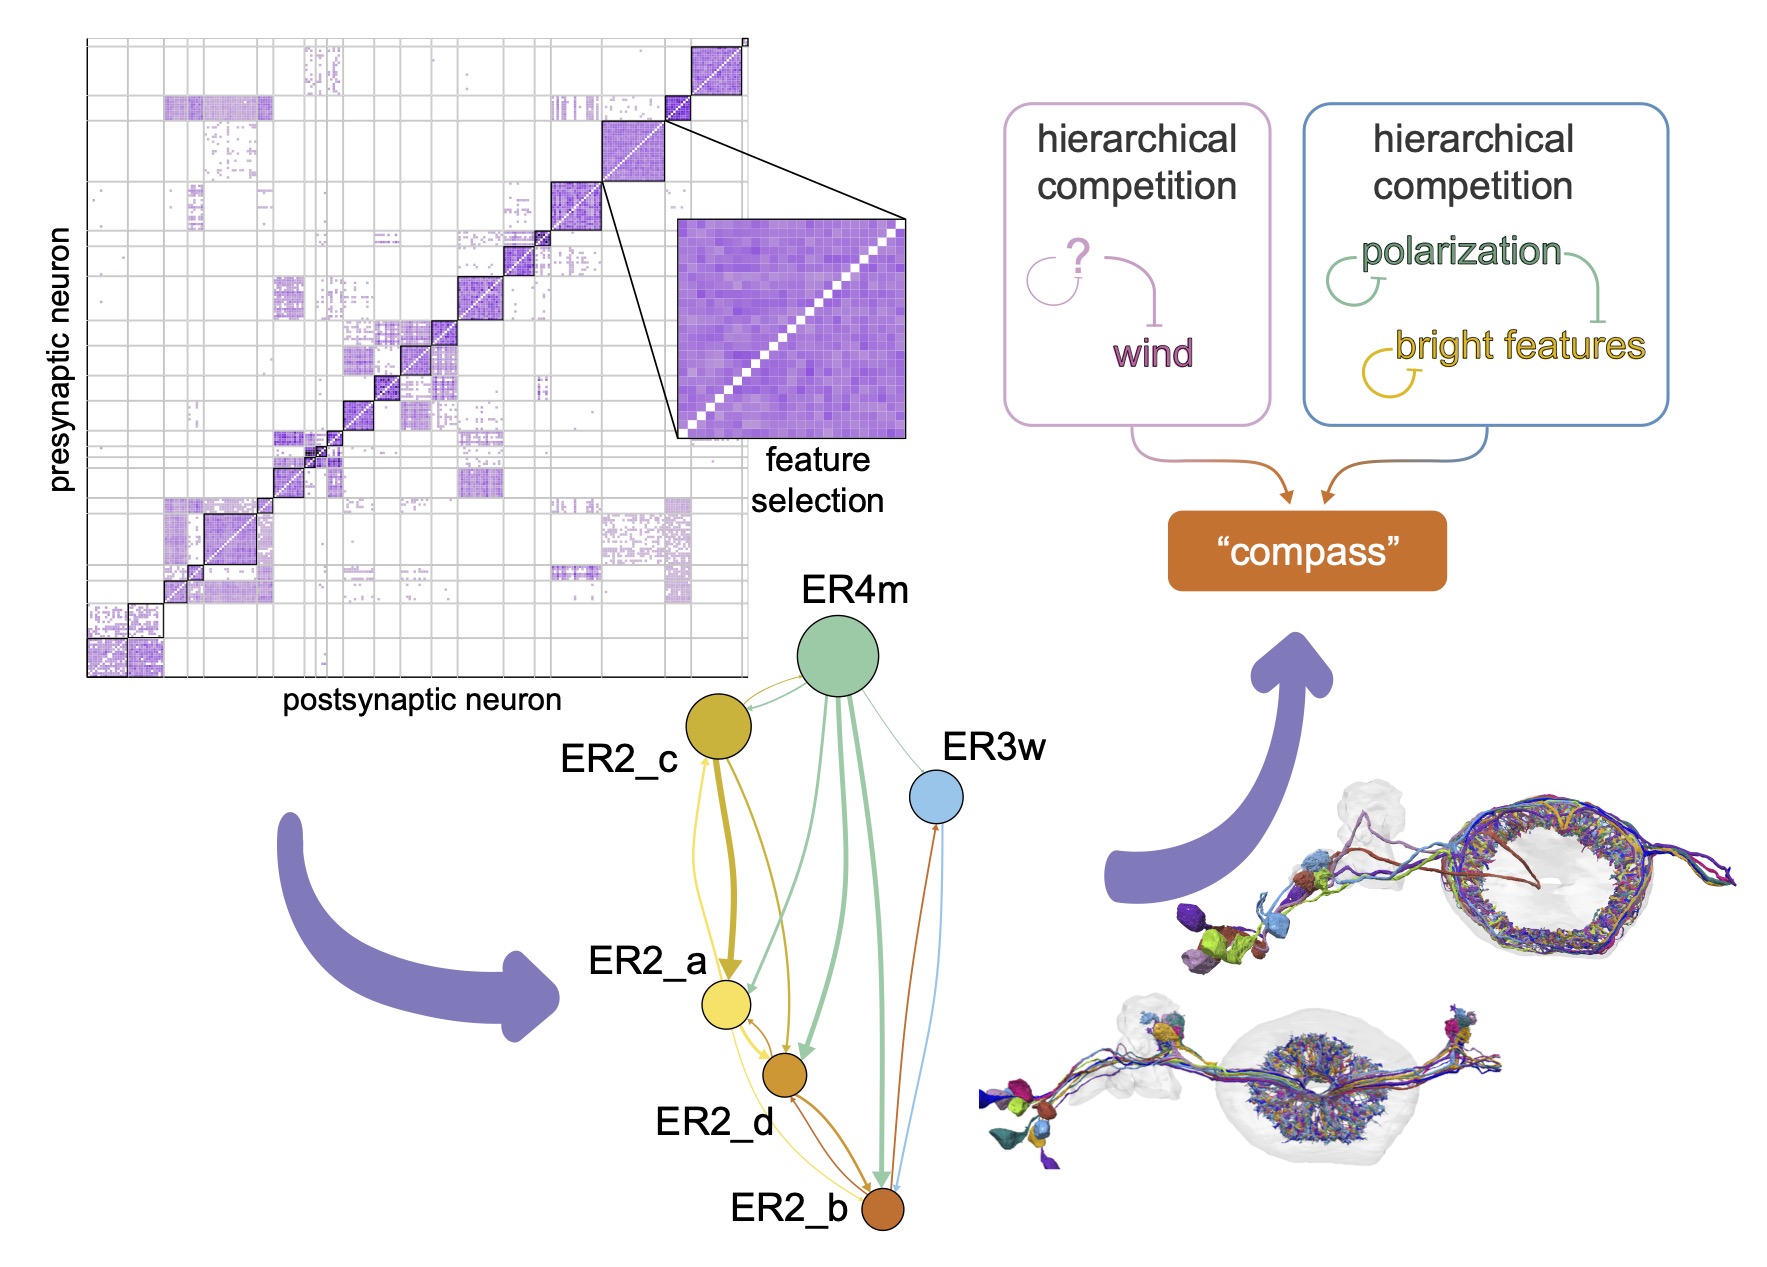 presynaptic neuron
postsynaptic neuron
feature
selection
hierarchical
competition
?
wind
hierarchical
competition
polarization
bright features
“compass”
ER4m
ER2_c
ER3w
ER2_a
ER2_d
ER2_b